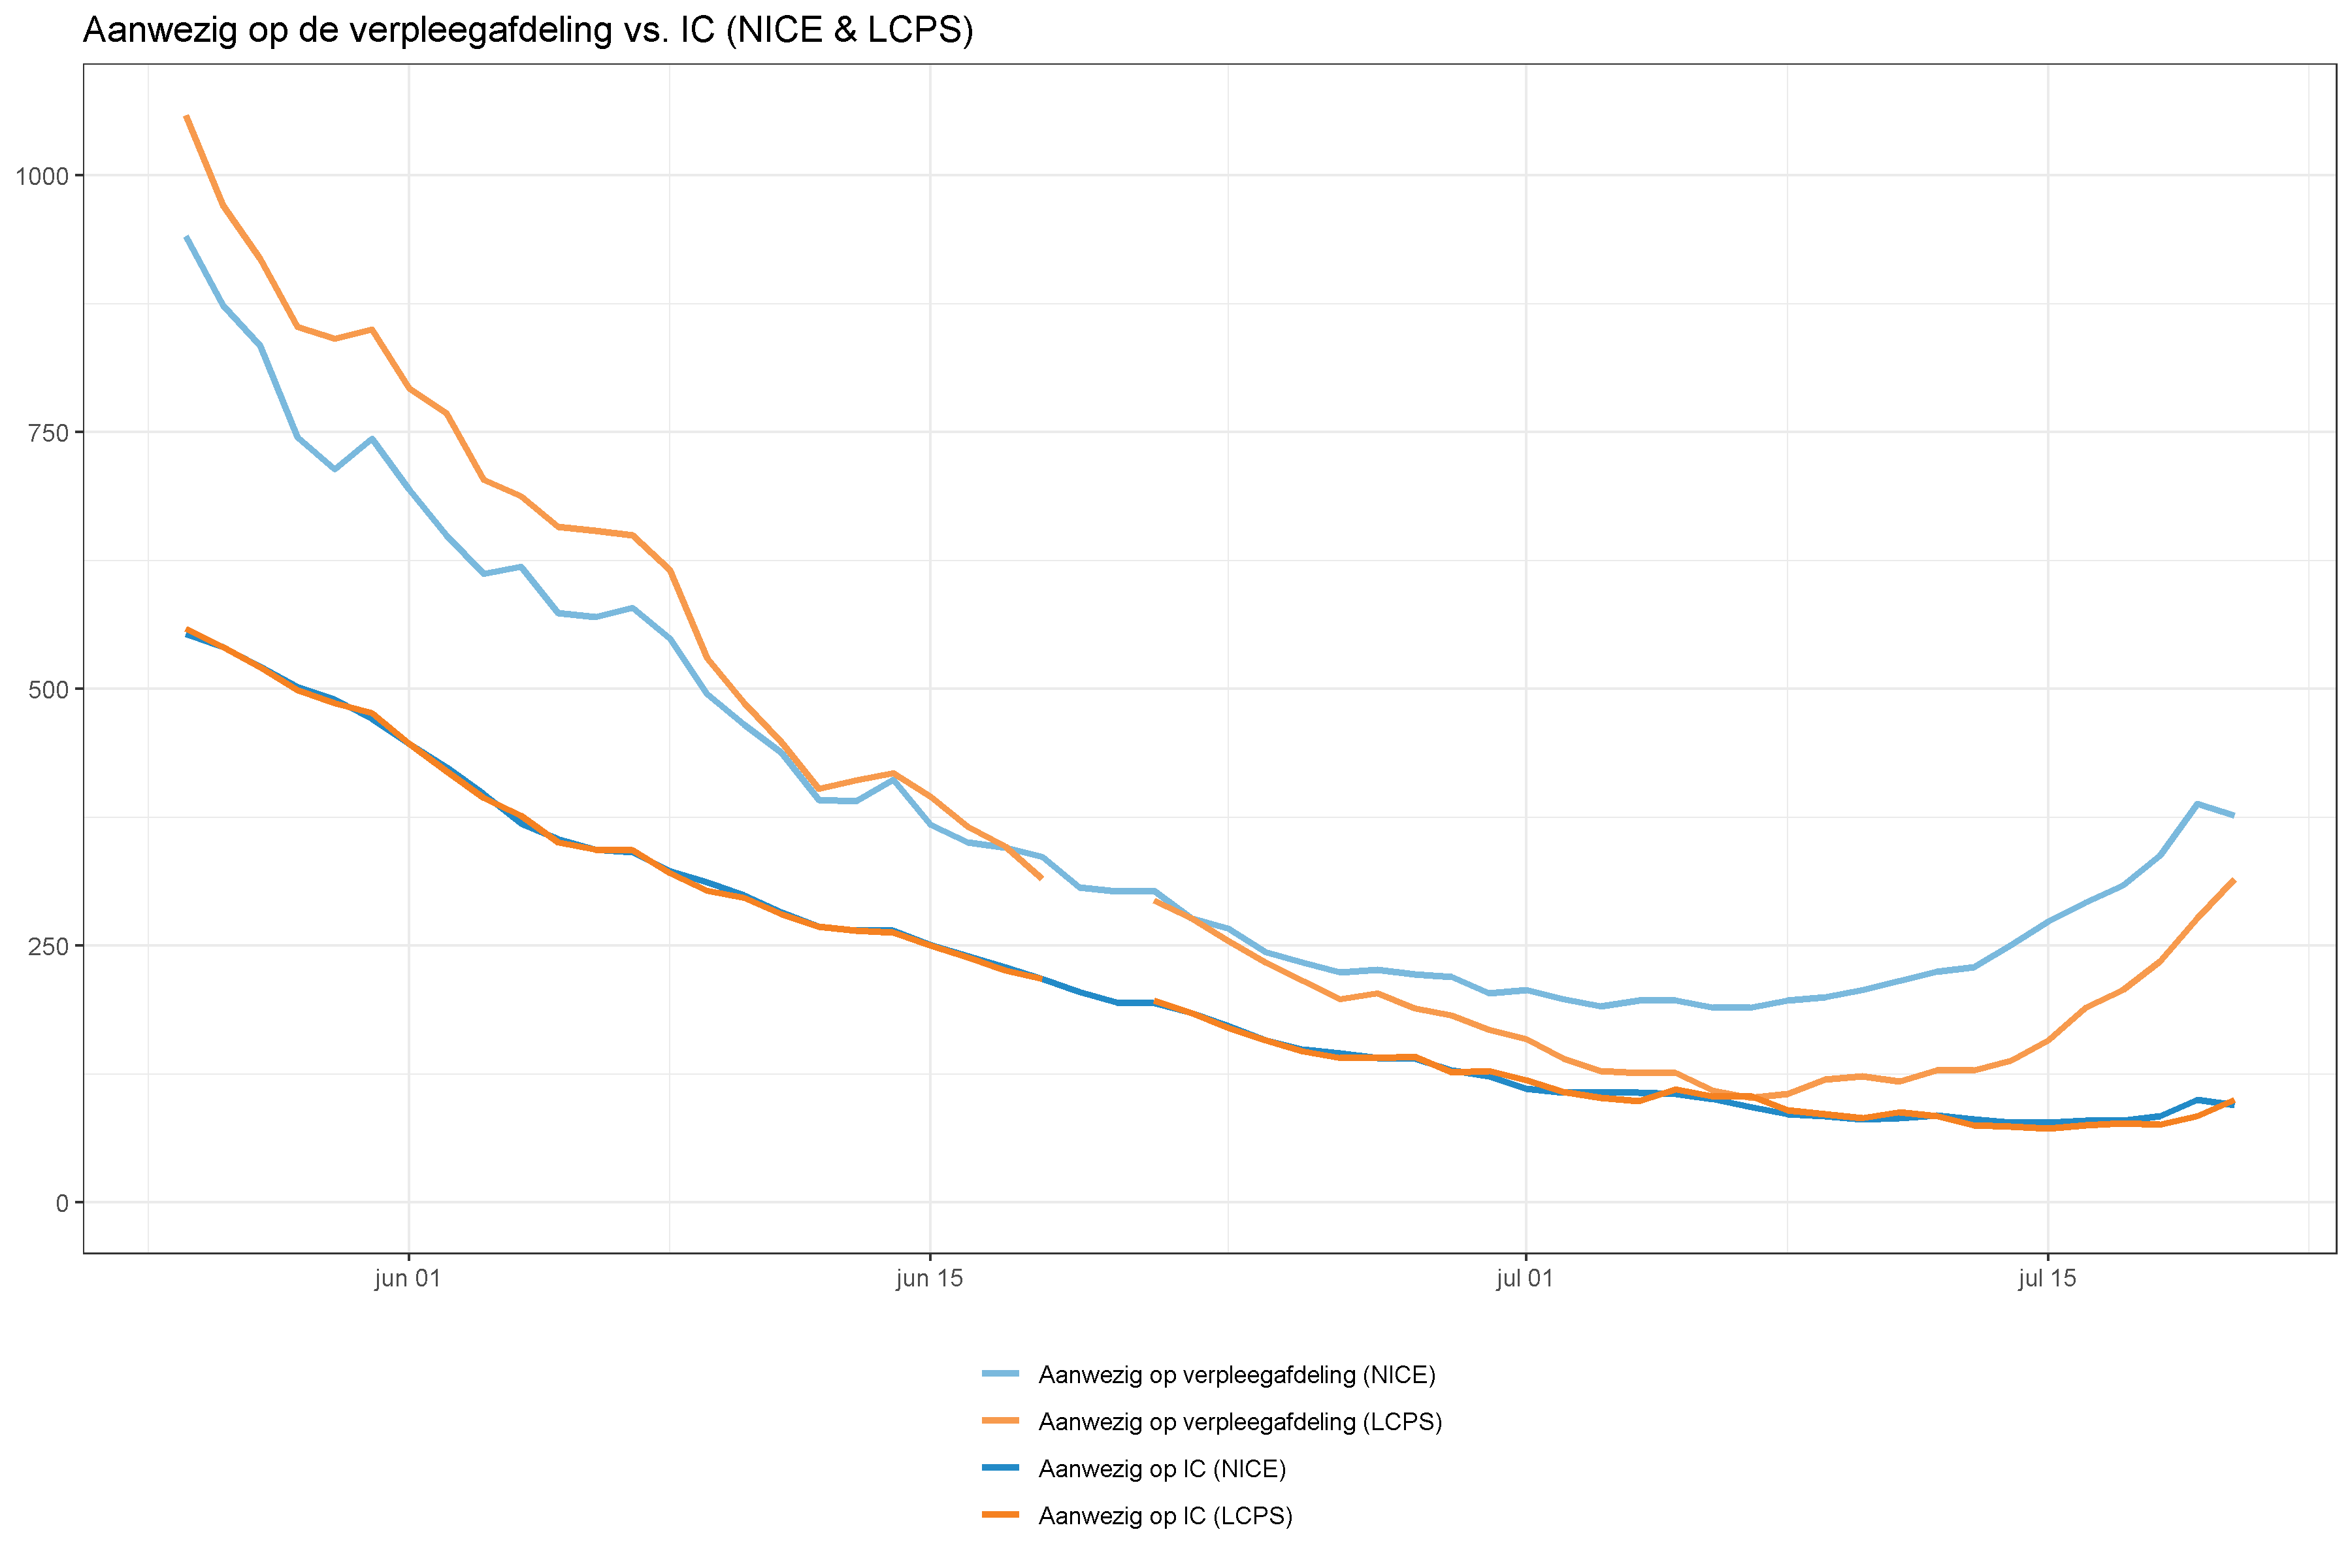 Aanwezig op de verpleegafdeling vs. IC (NICE & LCPS)
1000
750
500
250
0
jun 01
jun 15
jul 01
jul 15
Aanwezig op verpleegafdeling (NICE)
Aanwezig op verpleegafdeling (LCPS)
Aanwezig op IC (NICE)
Aanwezig op IC (LCPS)